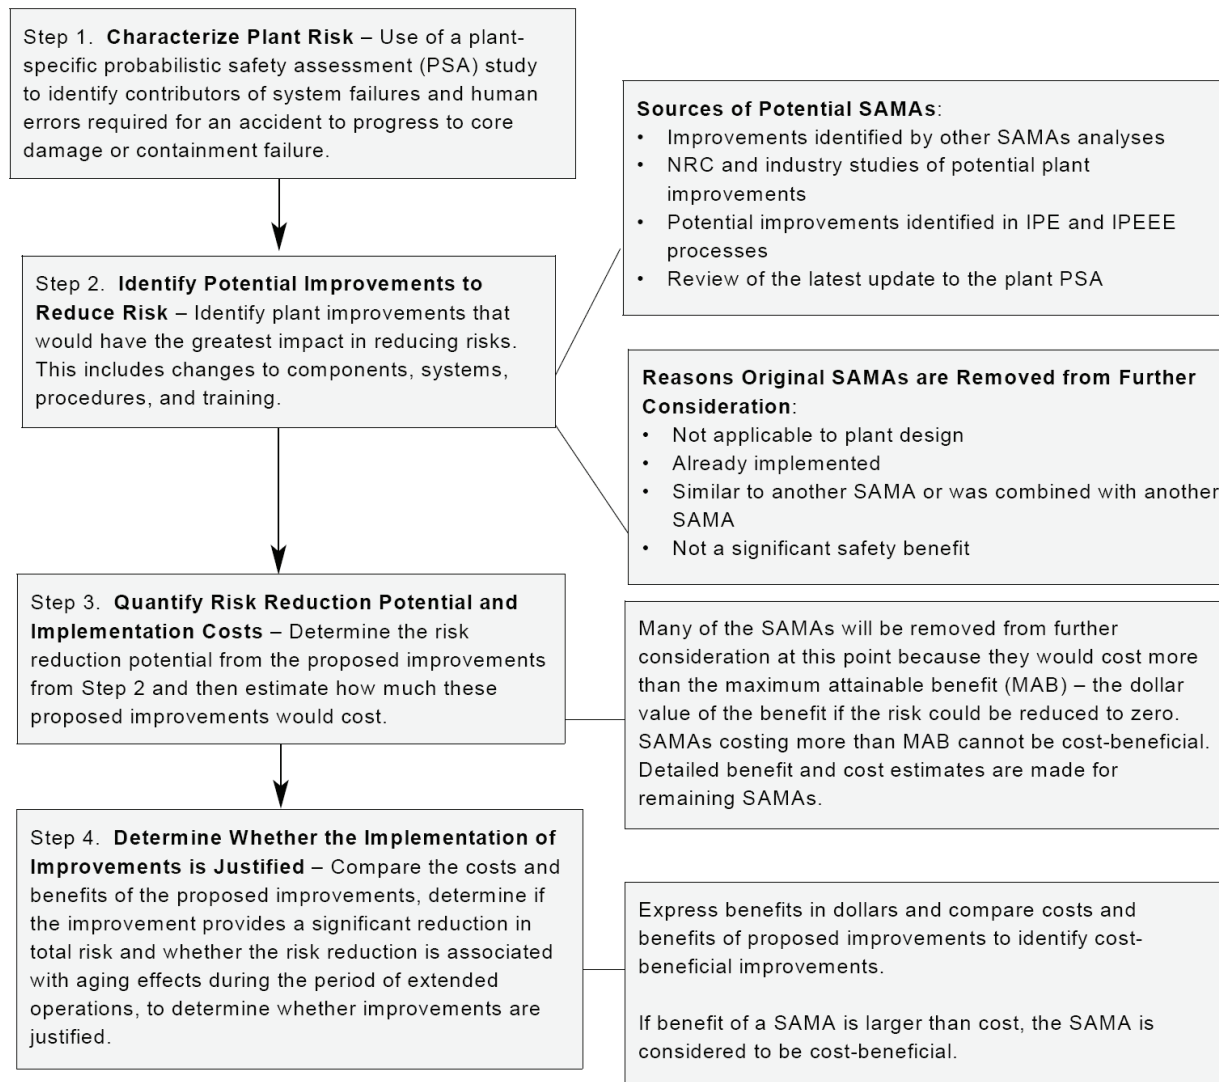 Step 1. Characterize Plant Risk – Use of a plant-
specific probabilistic safety assessment (PSA) study
to identify contributors of system failures and human
errors required for an accident to progress to core
damage or containment failure.
Sources of Potential SAMAs:
• Improvements identified by other SAMAs analyses
• NRC and industry studies of potential plant
improvements
• Potential improvements identified in IPE and IPEEE
processes
• Review of the latest update to the plant PSA
Step 2. Identify Potential Improvements to
Reduce Risk – Identify plant improvements that
would have the greatest impact in reducing risks.
This includes changes to components, systems,
procedures, and training.
Reasons Original SAMAs are Removed from Further
Consideration:
• Not applicable to plant design
• Already implemented
• Similar to another SAMA or was combined with another
SAMA
• Not a significant safety benefit
Step 3. Quantify Risk Reduction Potential and
Implementation Costs – Determine the risk
reduction potential from the proposed improvements
from Step 2 and then estimate how much these
proposed improvements would cost.
Many of the SAMAs will be removed from further
consideration at this point because they would cost more
than the maximum attainable benefit (MAB) – the dollar
value of the benefit if the risk could be reduced to zero.
SAMAs costing more than MAB cannot be cost-beneficial.
Detailed benefit and cost estimates are made for
remaining SAMAs.
Step 4. Determine Whether the Implementation of
Improvements is Justified – Compare the costs and
benefits of the proposed improvements, determine if
the improvement provides a significant reduction in
total risk and whether the risk reduction is associated
with aging effects during the period of extended
operations, to determine whether improvements are
justified.
Express benefits in dollars and compare costs and
benefits of proposed improvements to identify cost-
beneficial improvements.
If benefit of a SAMA is larger than cost, the SAMA is
considered to be cost-beneficial.